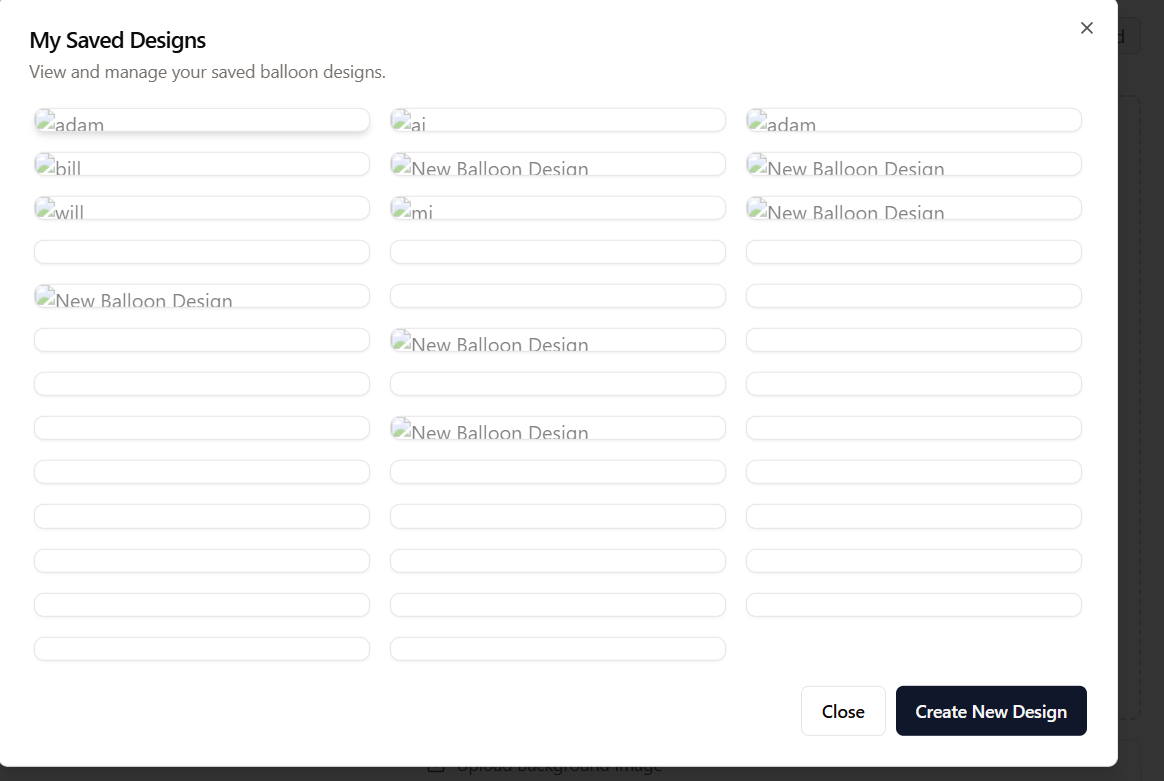 My Saved Designs
View and manage your saved balloon designs.
adam
ai
adam
bill
New Balloon Design
New Balloon Design
will
mi
New Balloon Design
New Balloon Design
New Balloon Design
New Balloon Design
Close
Create New Design
Upload Background Image